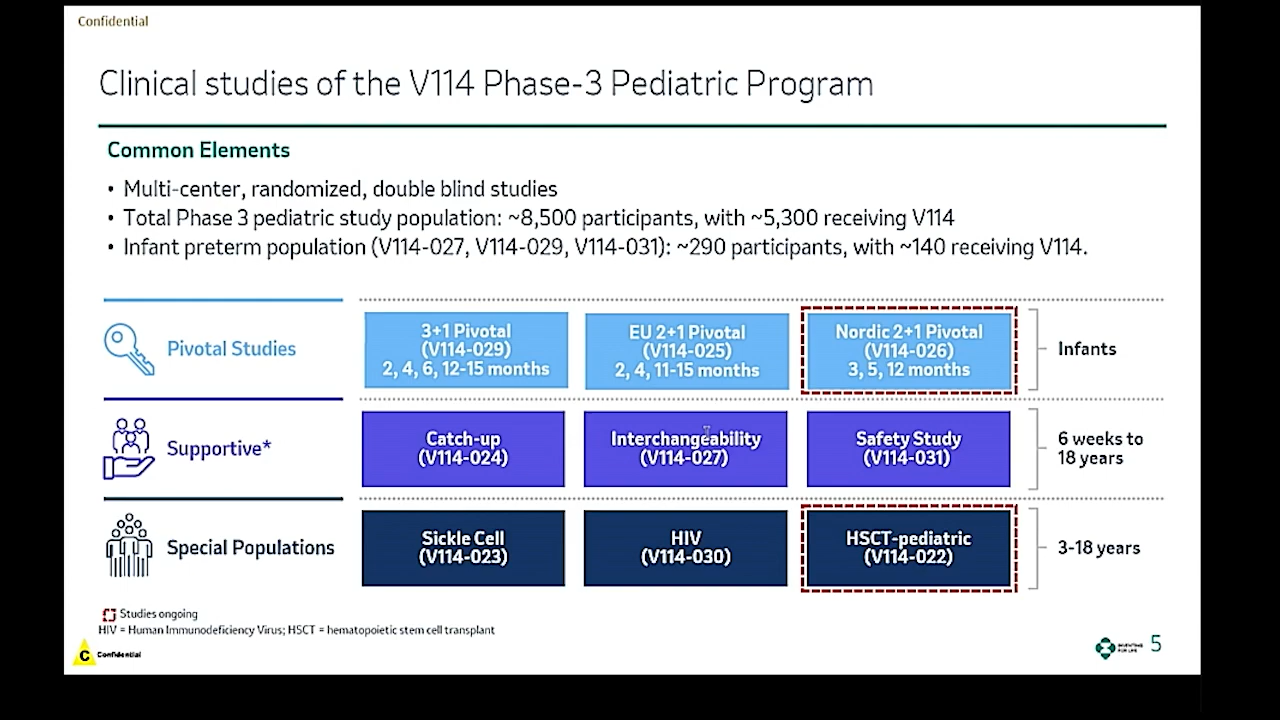 Confidential
Clinical studies of the V114 Phase-3 Pediatric Program
Common Elements
• Multi-center, randomized, double blind studies
• Total Phase 3 pediatric study population: ~8,500 participants, with ~5,300 receiving V114
• Infant preterm population (V114-027, V114-029, V114-031): ~290 participants, with ~140 receiving V114.
Pivotal Studies
3+1 Pivotal
(V114-029)
2, 4, 6, 12-15 months
EU 2+1 Pivotal
(V114-025)
2, 4, 11-15 months
Nordic 2+1 Pivotal
(V114-026)
3, 5, 12 months
Infants
Supportive*
Catch-up
(V114-024)
Interchangeability
(V114-027)
Safety Study
(V114-031)
6 weeks to
18 years
Special Populations
Sickle Cell
(V114-023)
HIV
(V114-030)
HSCT-pediatric
(V114-022)
3-18 years
Studies ongoing
HIV = Human Immunodeficiency Virus; HSCT = hematopoietic stem cell transplant
C Confidential
INVENTING
FOR LIFE
5